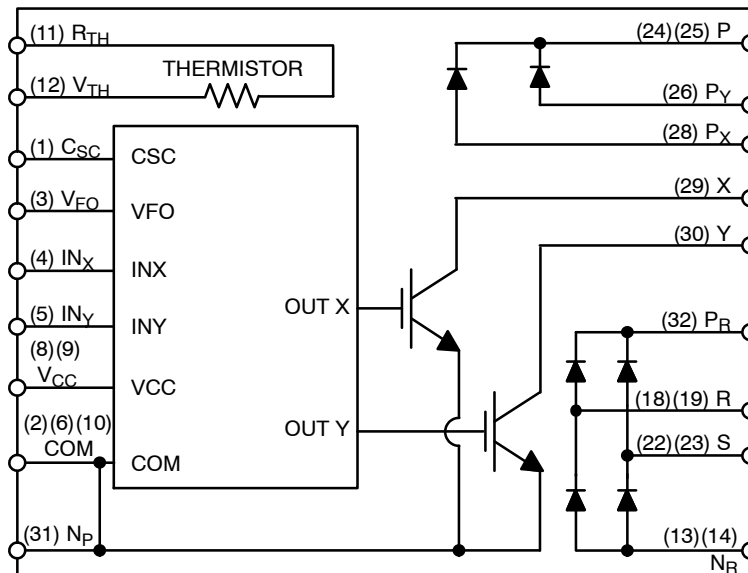 (11) R_TH
THERMISTOR
(12) V_TH
(1) C_SC
CSC
(3) V_FO
VFO
(4) IN_X
INX
(5) IN_Y
INY
(8)(9)
V_CC
VCC
(2)(6)(10)
COM
COM
(31) N_P
OUT X
OUT Y
(24)(25) P
(26) P_Y
(28) P_X
(29) X
(30) Y
(32) P_R
(18)(19) R
(22)(23) S
(13)(14)
N_R